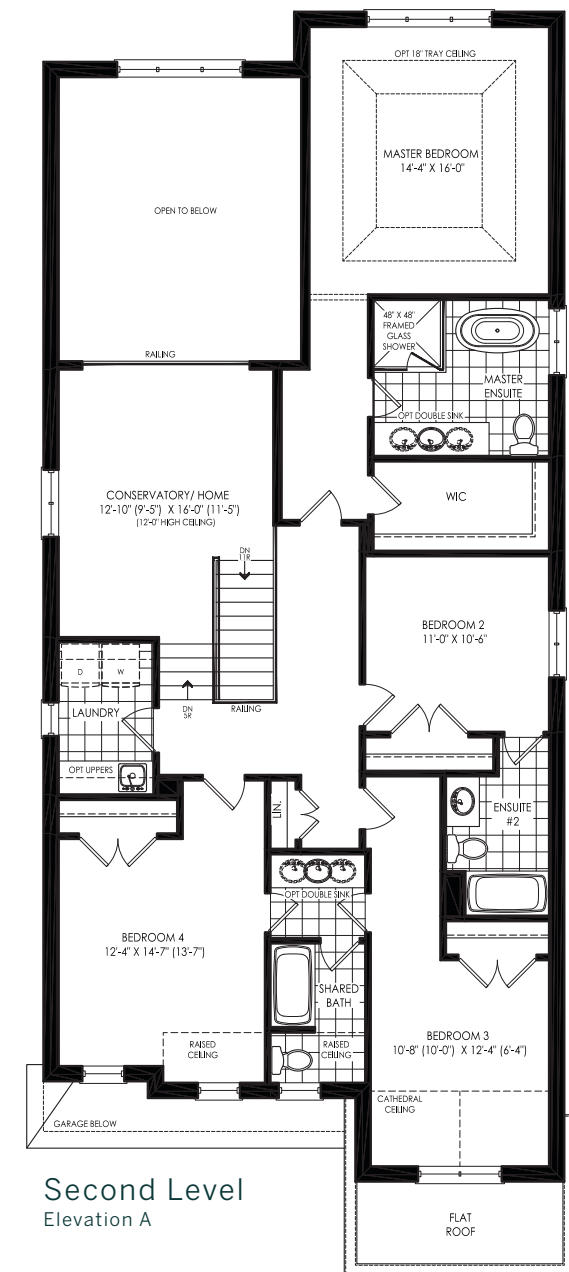 OPT 18" TRAY CEILING
MASTER BEDROOM
14'-4" X 16'-0"
OPEN TO BELOW
48" X 48"
FRAMED
GLASS
SHOWER
RAILING
MASTER
ENSUITE
OPT DOUBLE SINK
CONSERVATORY/ HOME
12'-10" (9'-5") X 16'-0" (11'-5")
(12'-0" HIGH CEILING)
WIC
DN
11R
BEDROOM 2
11'-0" X 10'-6"
D
W
LAUNDRY
DN
5R
RAILING
OPT UPPERS
LIN.
ENSUITE
#2
OPT DOUBLE SINK
BEDROOM 4
12'-4" X 14'-7" (13'-7")
SHARED
BATH
RAISED
CEILING
RAISED
CEILING
BEDROOM 3
10'-8" (10'-0") X 12'-4" (6'-4")
CATHEDRAL
CEILING
GARAGE BELOW
Second Level
Elevation A
FLAT
ROOF